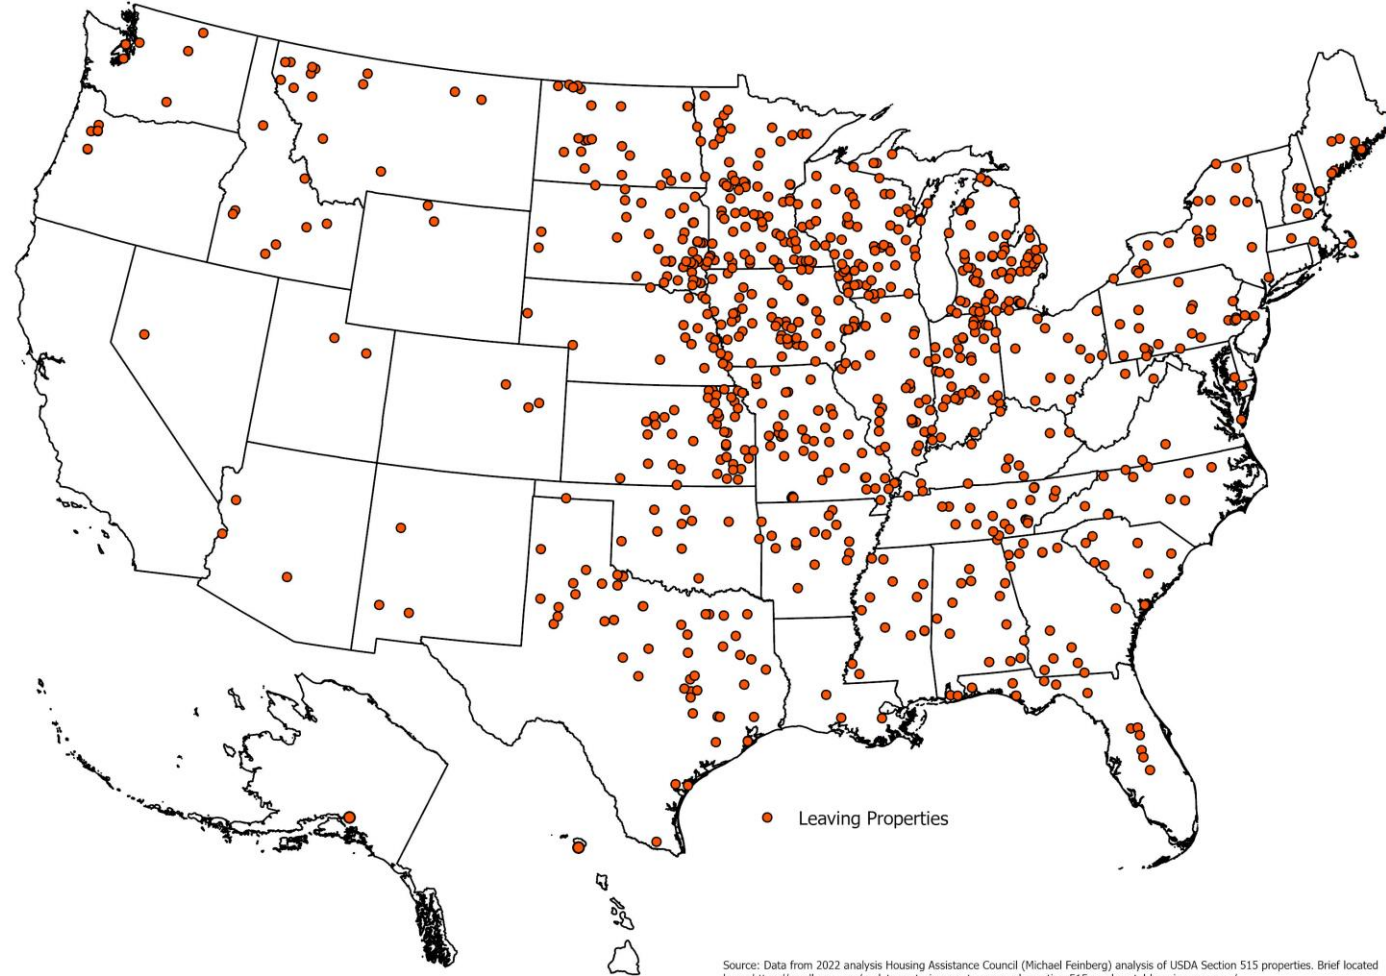 Leaving Properties
Source: Data from 2022 analysis Housing Assistance Council (Michael Feinberg) analysis of USDA Section 515 properties. Brief located